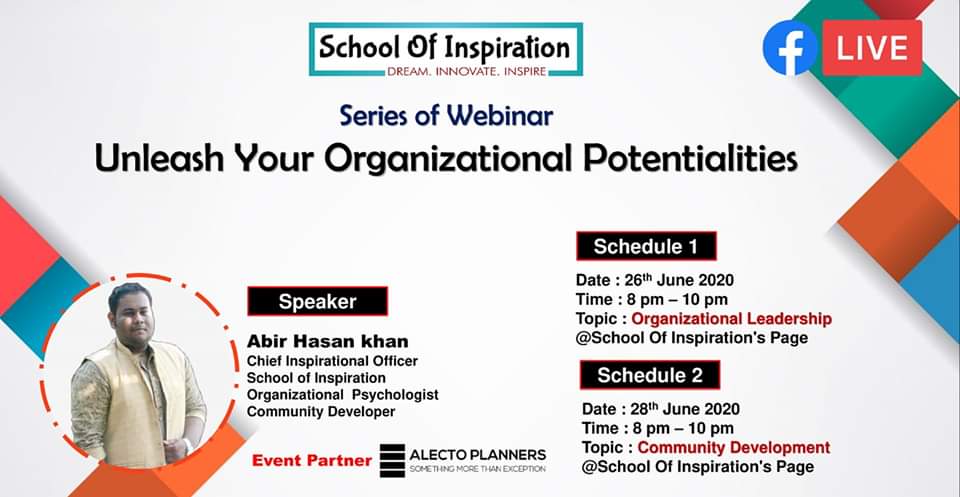 School Of Inspiration
DREAM. INNOVATE. INSPIRE
f LIVE
Series of Webinar
Unleash Your Organizational Potentialities
Speaker
Abir Hasan khan
Chief Inspirational Officer
School of Inspiration
Organizational Psychologist
Community Developer
Event Partner
ALECTO PLANNERS
SOMETHING MORE THAN EXCEPTION
Schedule 1
Date : 26th June 2020
Time : 8 pm – 10 pm
Topic : Organizational Leadership
@School Of Inspiration's Page
Schedule 2
Date : 28th June 2020
Time : 8 pm – 10 pm
Topic : Community Development
@School Of Inspiration's Page